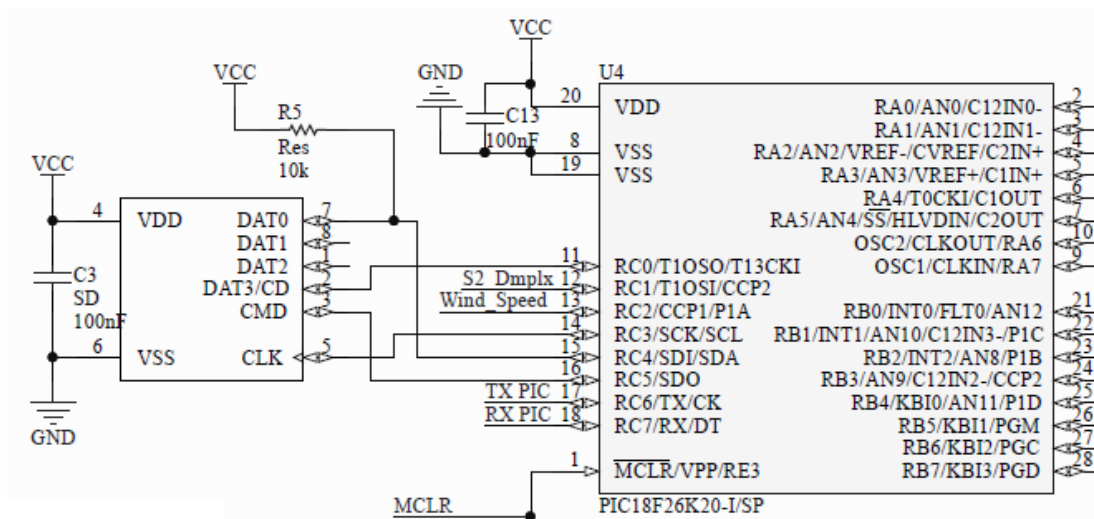 VCC
VCC
GND
U4
R5
Res
10k
C13
100nF
VCC
C3
SD
100nF
GND
4 VDD
6 VSS
DAT0 7
DAT1 8
DAT2 1
DAT3/CD 2
CMD 3
CLK 5
20 VDD
8 VSS
19 VSS
11 RC0/T1OSO/T13CKI
S2_Dmplx 12 RC1/T1OSI/CCP2
Wind_Speed 13 RC2/CCP1/P1A
14 RC3/SCK/SCL
15 RC4/SDI/SDA
16 RC5/SDO
TX PIC 17 RC6/TX/CK
RX PIC 18 RC7/RX/DT
1 MCLR/VPP/RE3
MCLR
RA0/AN0/C12IN0- 2
RA1/AN1/C12IN1- 3
RA2/AN2/VREF-/CVREF/C2IN+ 4
RA3/AN3/VREF+/C1IN+ 5
RA4/T0CKI/C1OUT 6
RA5/AN4/SS/HLVDIN/C2OUT 7
OSC2/CLKOUT/RA6 10
OSC1/CLKIN/RA7 9
RB0/INT0/FLT0/AN12 21
RB1/INT1/AN10/C12IN3-/P1C 22
RB2/INT2/AN8/P1B 23
RB3/AN9/C12IN2-/CCP2 24
RB4/KBI0/AN11/P1D 25
RB5/KBI1/PGM 26
RB6/KBI2/PGC 27
RB7/KBI3/PGD 28
PIC18F26K20-I/SP